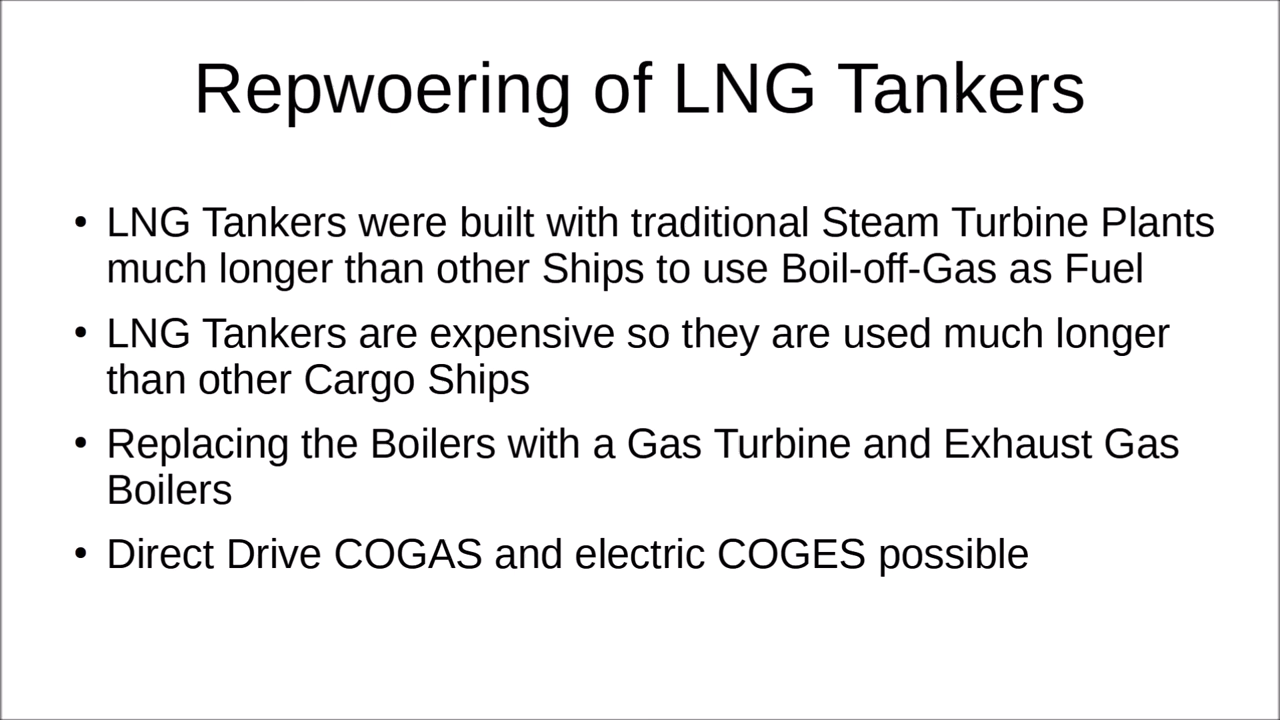 Repwoering of LNG Tankers
• LNG Tankers were built with traditional Steam Turbine Plants
much longer than other Ships to use Boil-off-Gas as Fuel
• LNG Tankers are expensive so they are used much longer
than other Cargo Ships
• Replacing the Boilers with a Gas Turbine and Exhaust Gas
Boilers
• Direct Drive COGAS and electric COGES possible